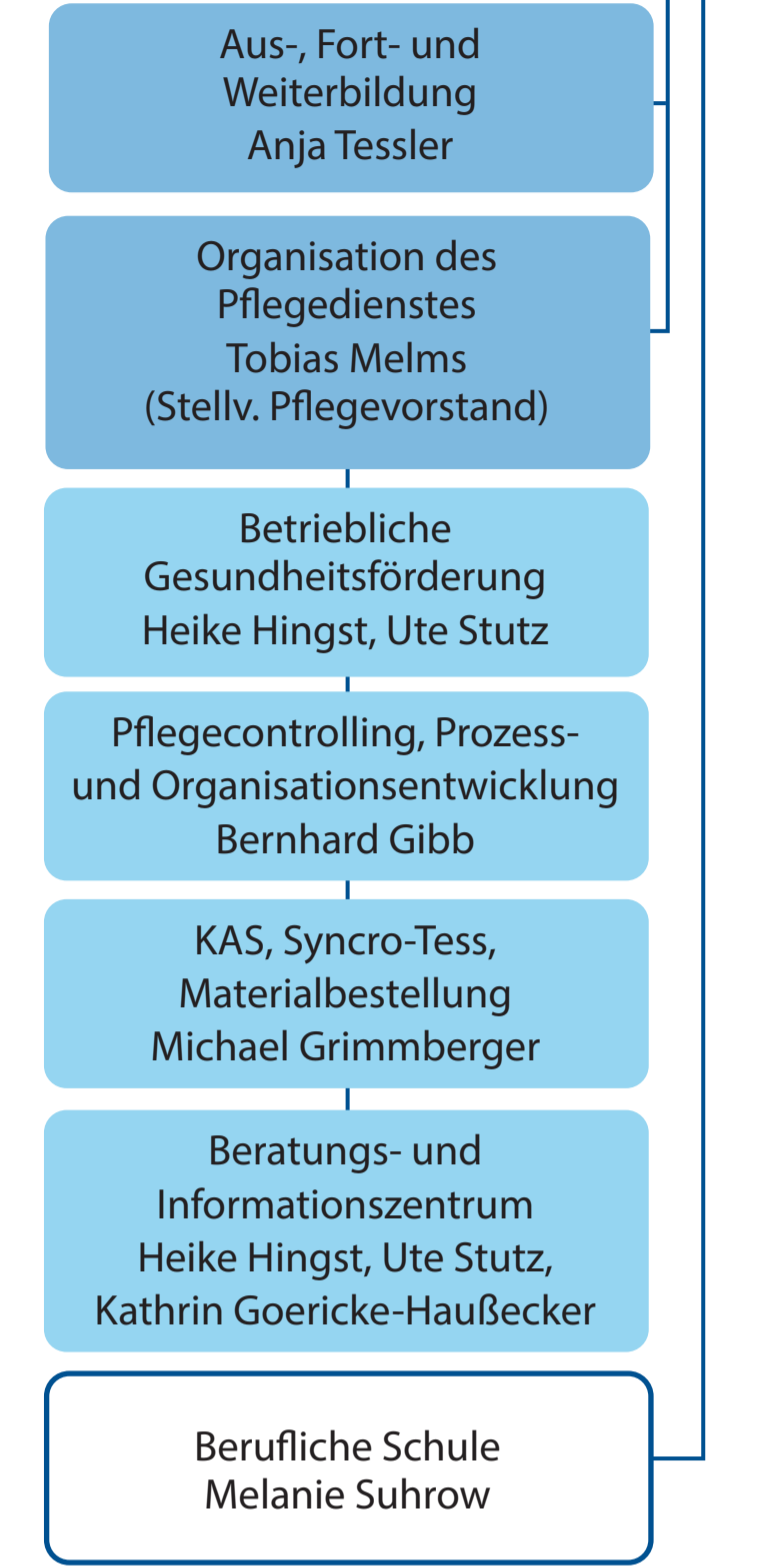 Aus-, Fort- und
Weiterbildung
Anja Tessler
Organisation des
Pflegedienstes
Tobias Melms
(Stellv. Pflegevorstand)
Betriebliche
Gesundheitsförderung
Heike Hingst, Ute Stutz
Pflegecontrolling, Prozess-
und Organisationsentwicklung
Bernhard Gibb
KAS, Syncro-Tess,
Materialbestellung
Michael Grimmberger
Beratungs- und
Informationszentrum
Heike Hingst, Ute Stutz,
Kathrin Goericke-Haußecker
Berufliche Schule
Melanie Suhrow